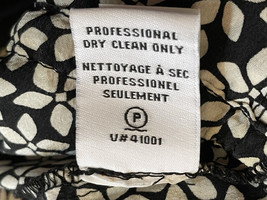 PROFESSIONAL
DRY CLEAN ONLY
NETTOYAGE À SEC
PROFESSIONEL
SEULEMENT
P
U#41001